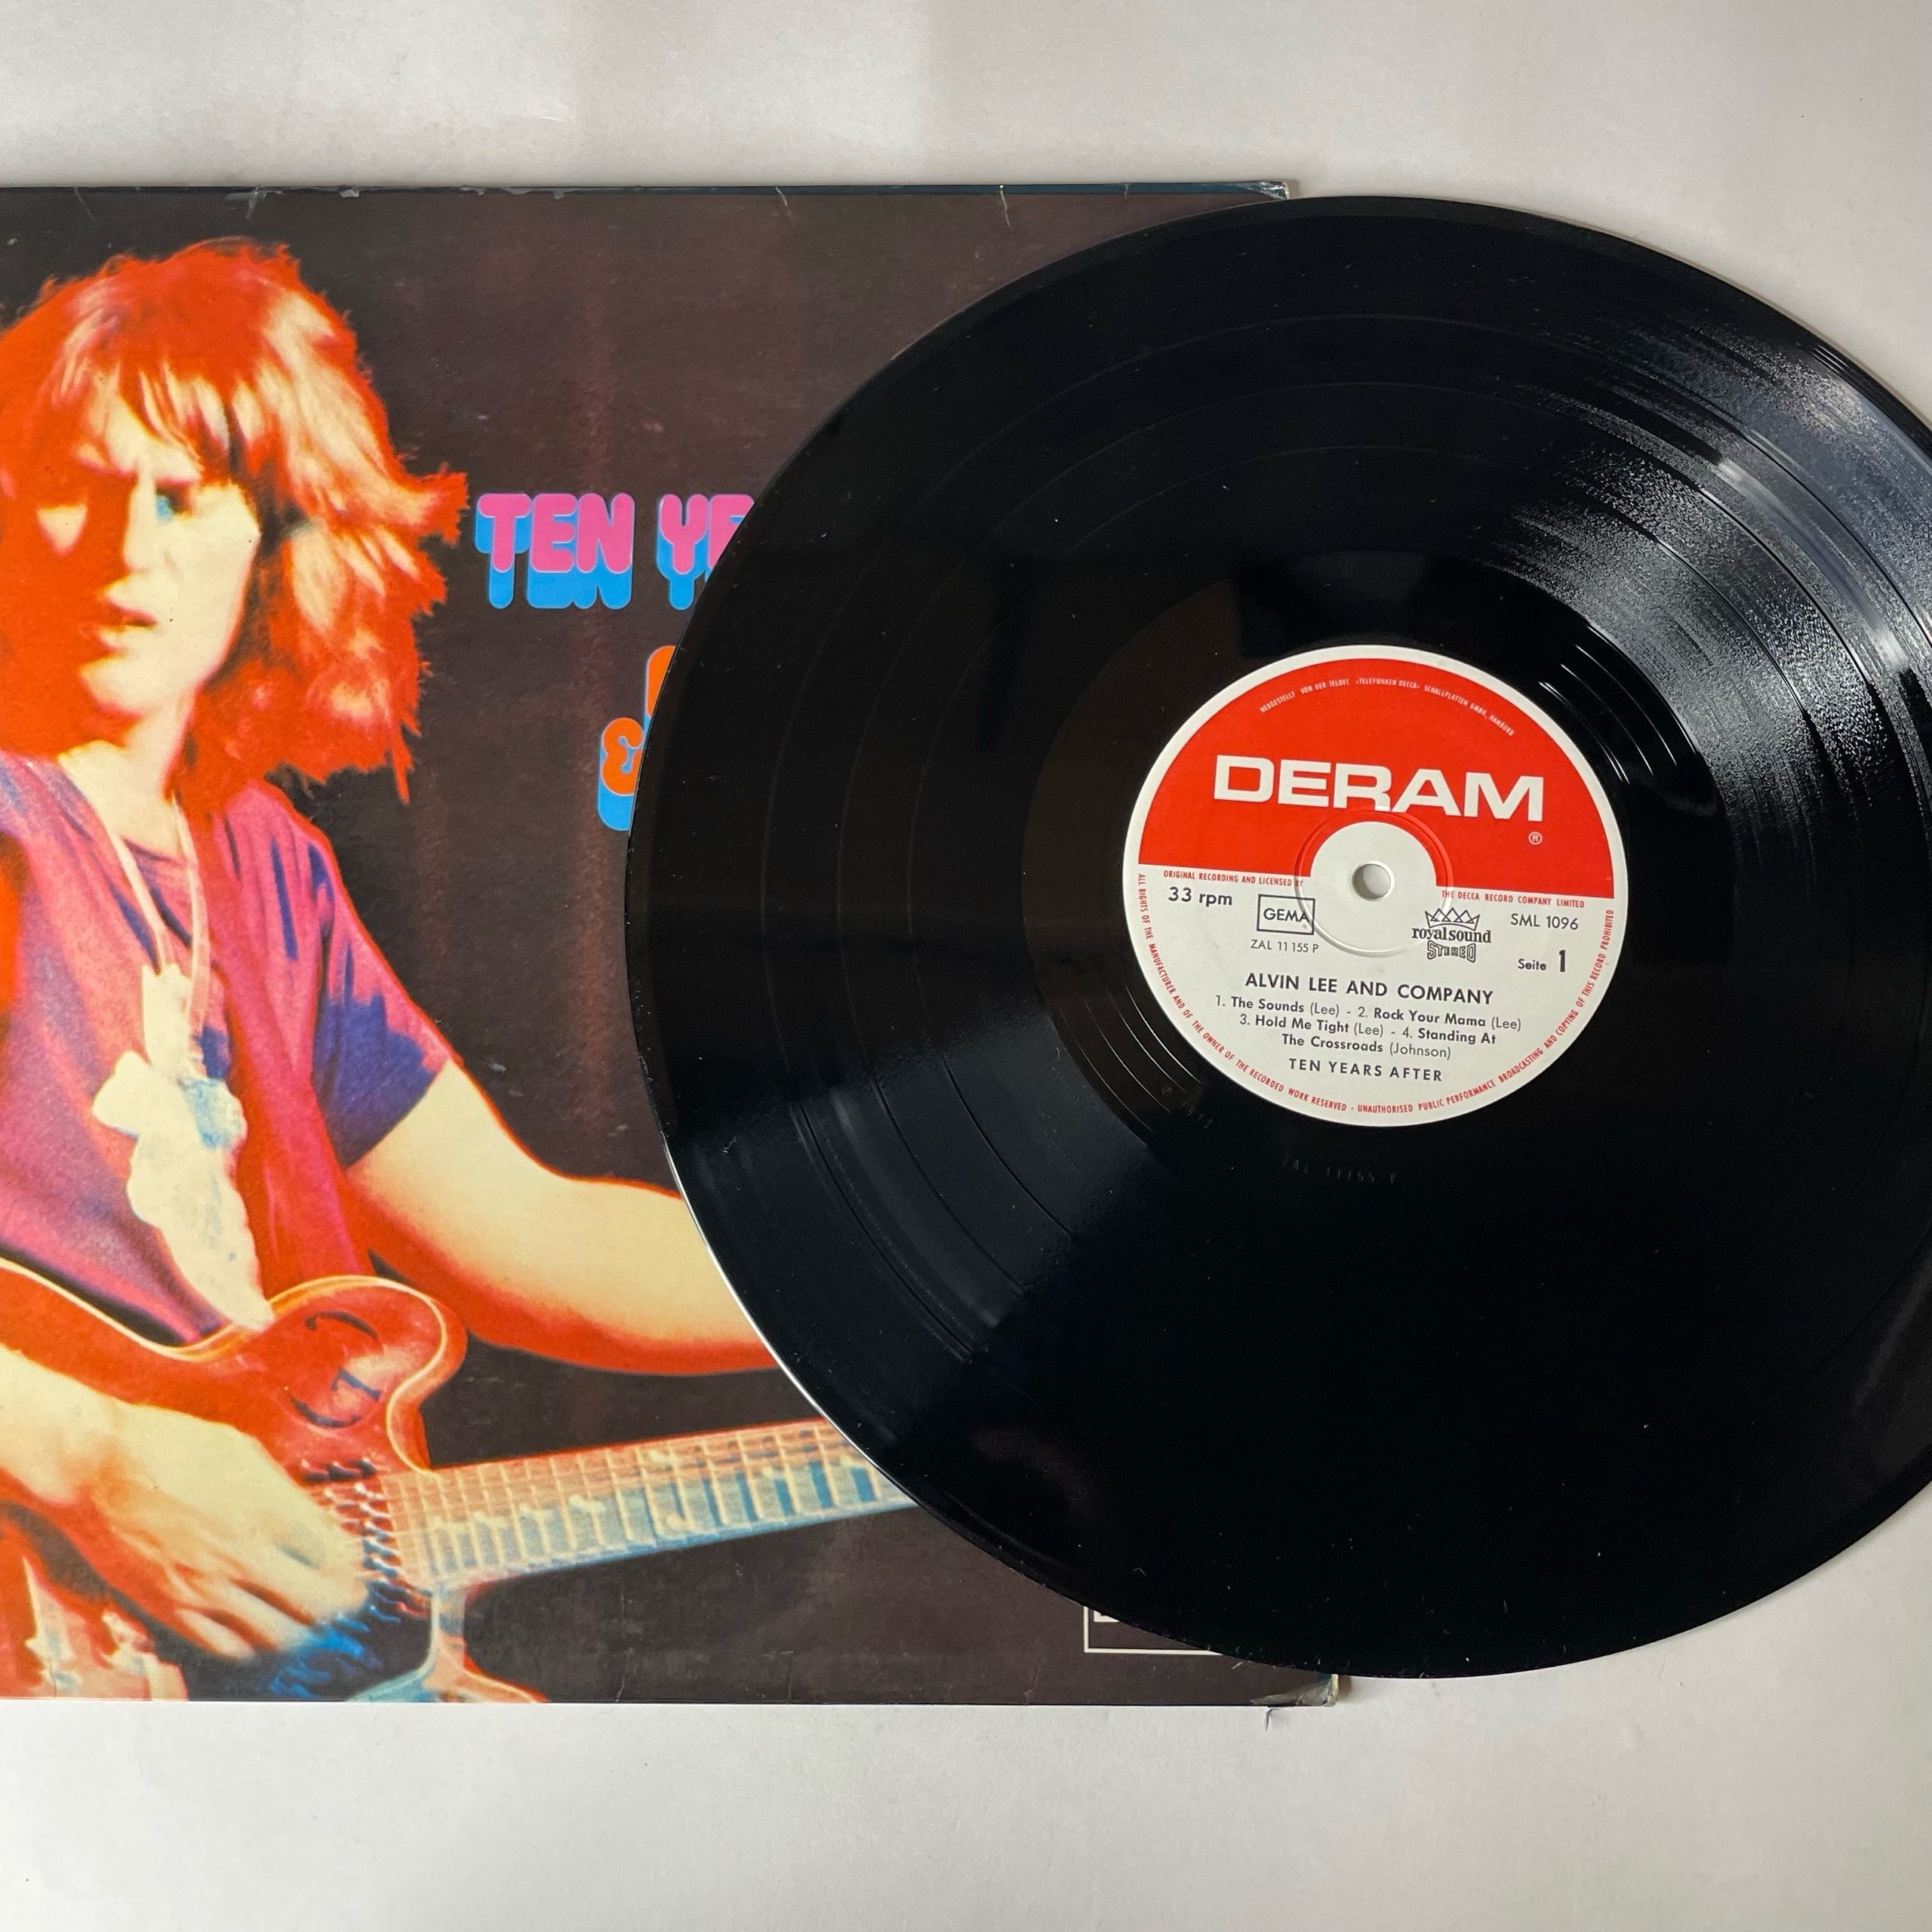 TEN
&
HERGESTELLT VON DER TELDEC »TELEFUNKEN-DECCA« SCHALLPLATTEN GMBH, HAMBURG
DERAM
®
ORIGINAL RECORDING AND LICENSED BY THE DECCA RECORD COMPANY LIMITED
33 rpm
GEMA
ZAL 11155 P
royal sound
STEREO
SML 1096
Seite 1
ALVIN LEE AND COMPANY
1. The Sounds (Lee) - 2. Rock Your Mama (Lee)
3. Hold Me Tight (Lee) - 4. Standing At
The Crossroads (Johnson)
TEN YEARS AFTER
ALL RIGHTS OF THE MANUFACTURER AND OF THE OWNER OF THE RECORDED WORK RESERVED - UNAUTHORISED PUBLIC PERFORMANCE BROADCASTING AND COPYING OF THIS RECORD PROHIBITED
ZAL 11155 P